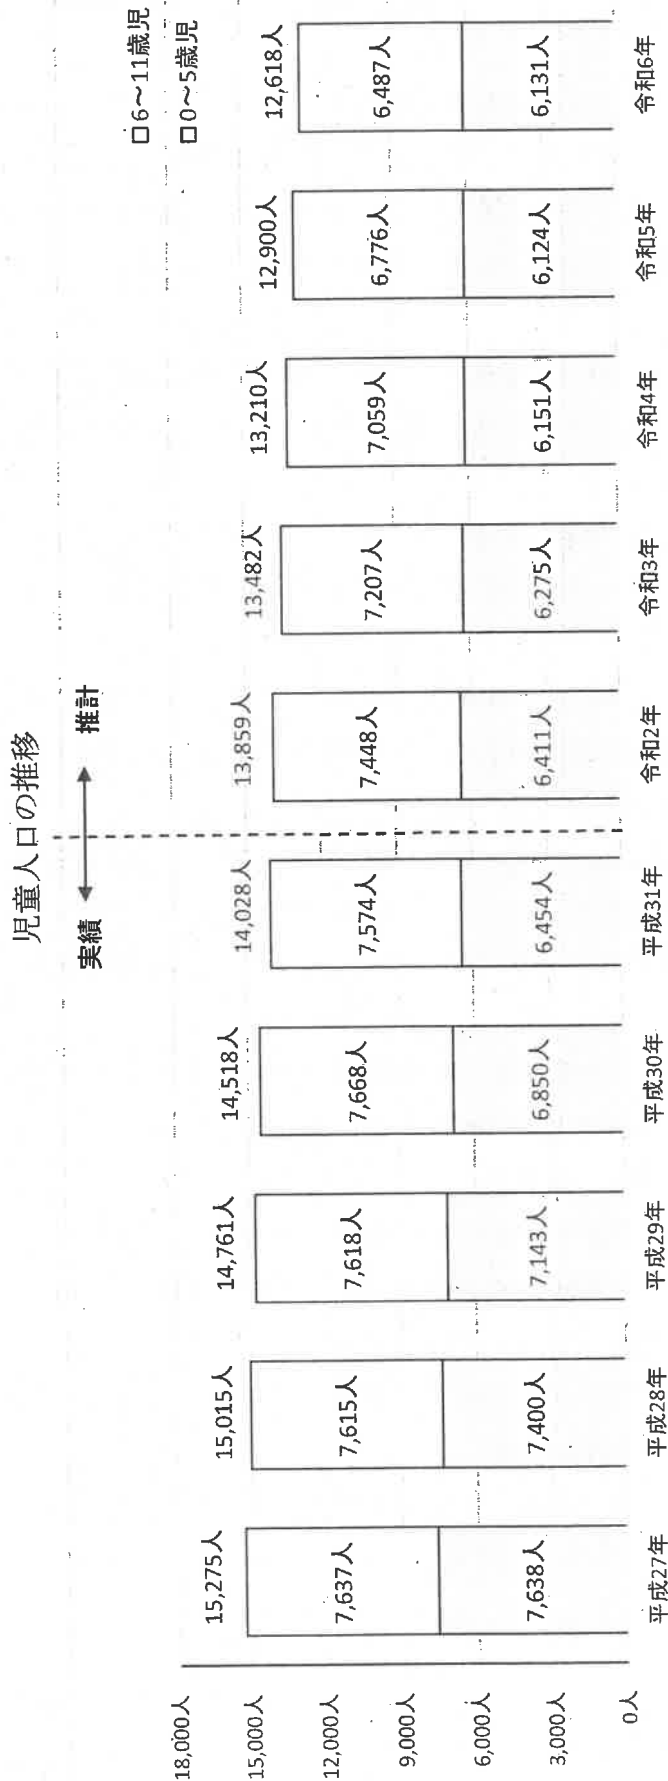 児童人口の推移
実績 推計
□6～11歳児
□0～5歳児
18,000人
15,000人
12,000人
9,000人
6,000人
3,000人
0人
15,275人 15,015人 14,761人 14,518人 14,028人 13,859人 13,482人 13,210人 12,900人 12,618人
7,637人 7,615人 7,618人 7,668人 7,574人 7,448人 7,207人 7,059人 6,776人 6,487人
7,638人 7,400人 7,143人 6,850人 6,454人 6,411人 6,275人 6,151人 6,124人 6,131人
平成27年 平成28年 平成29年 平成30年 平成31年 令和2年 令和3年 令和4年 令和5年 令和6年